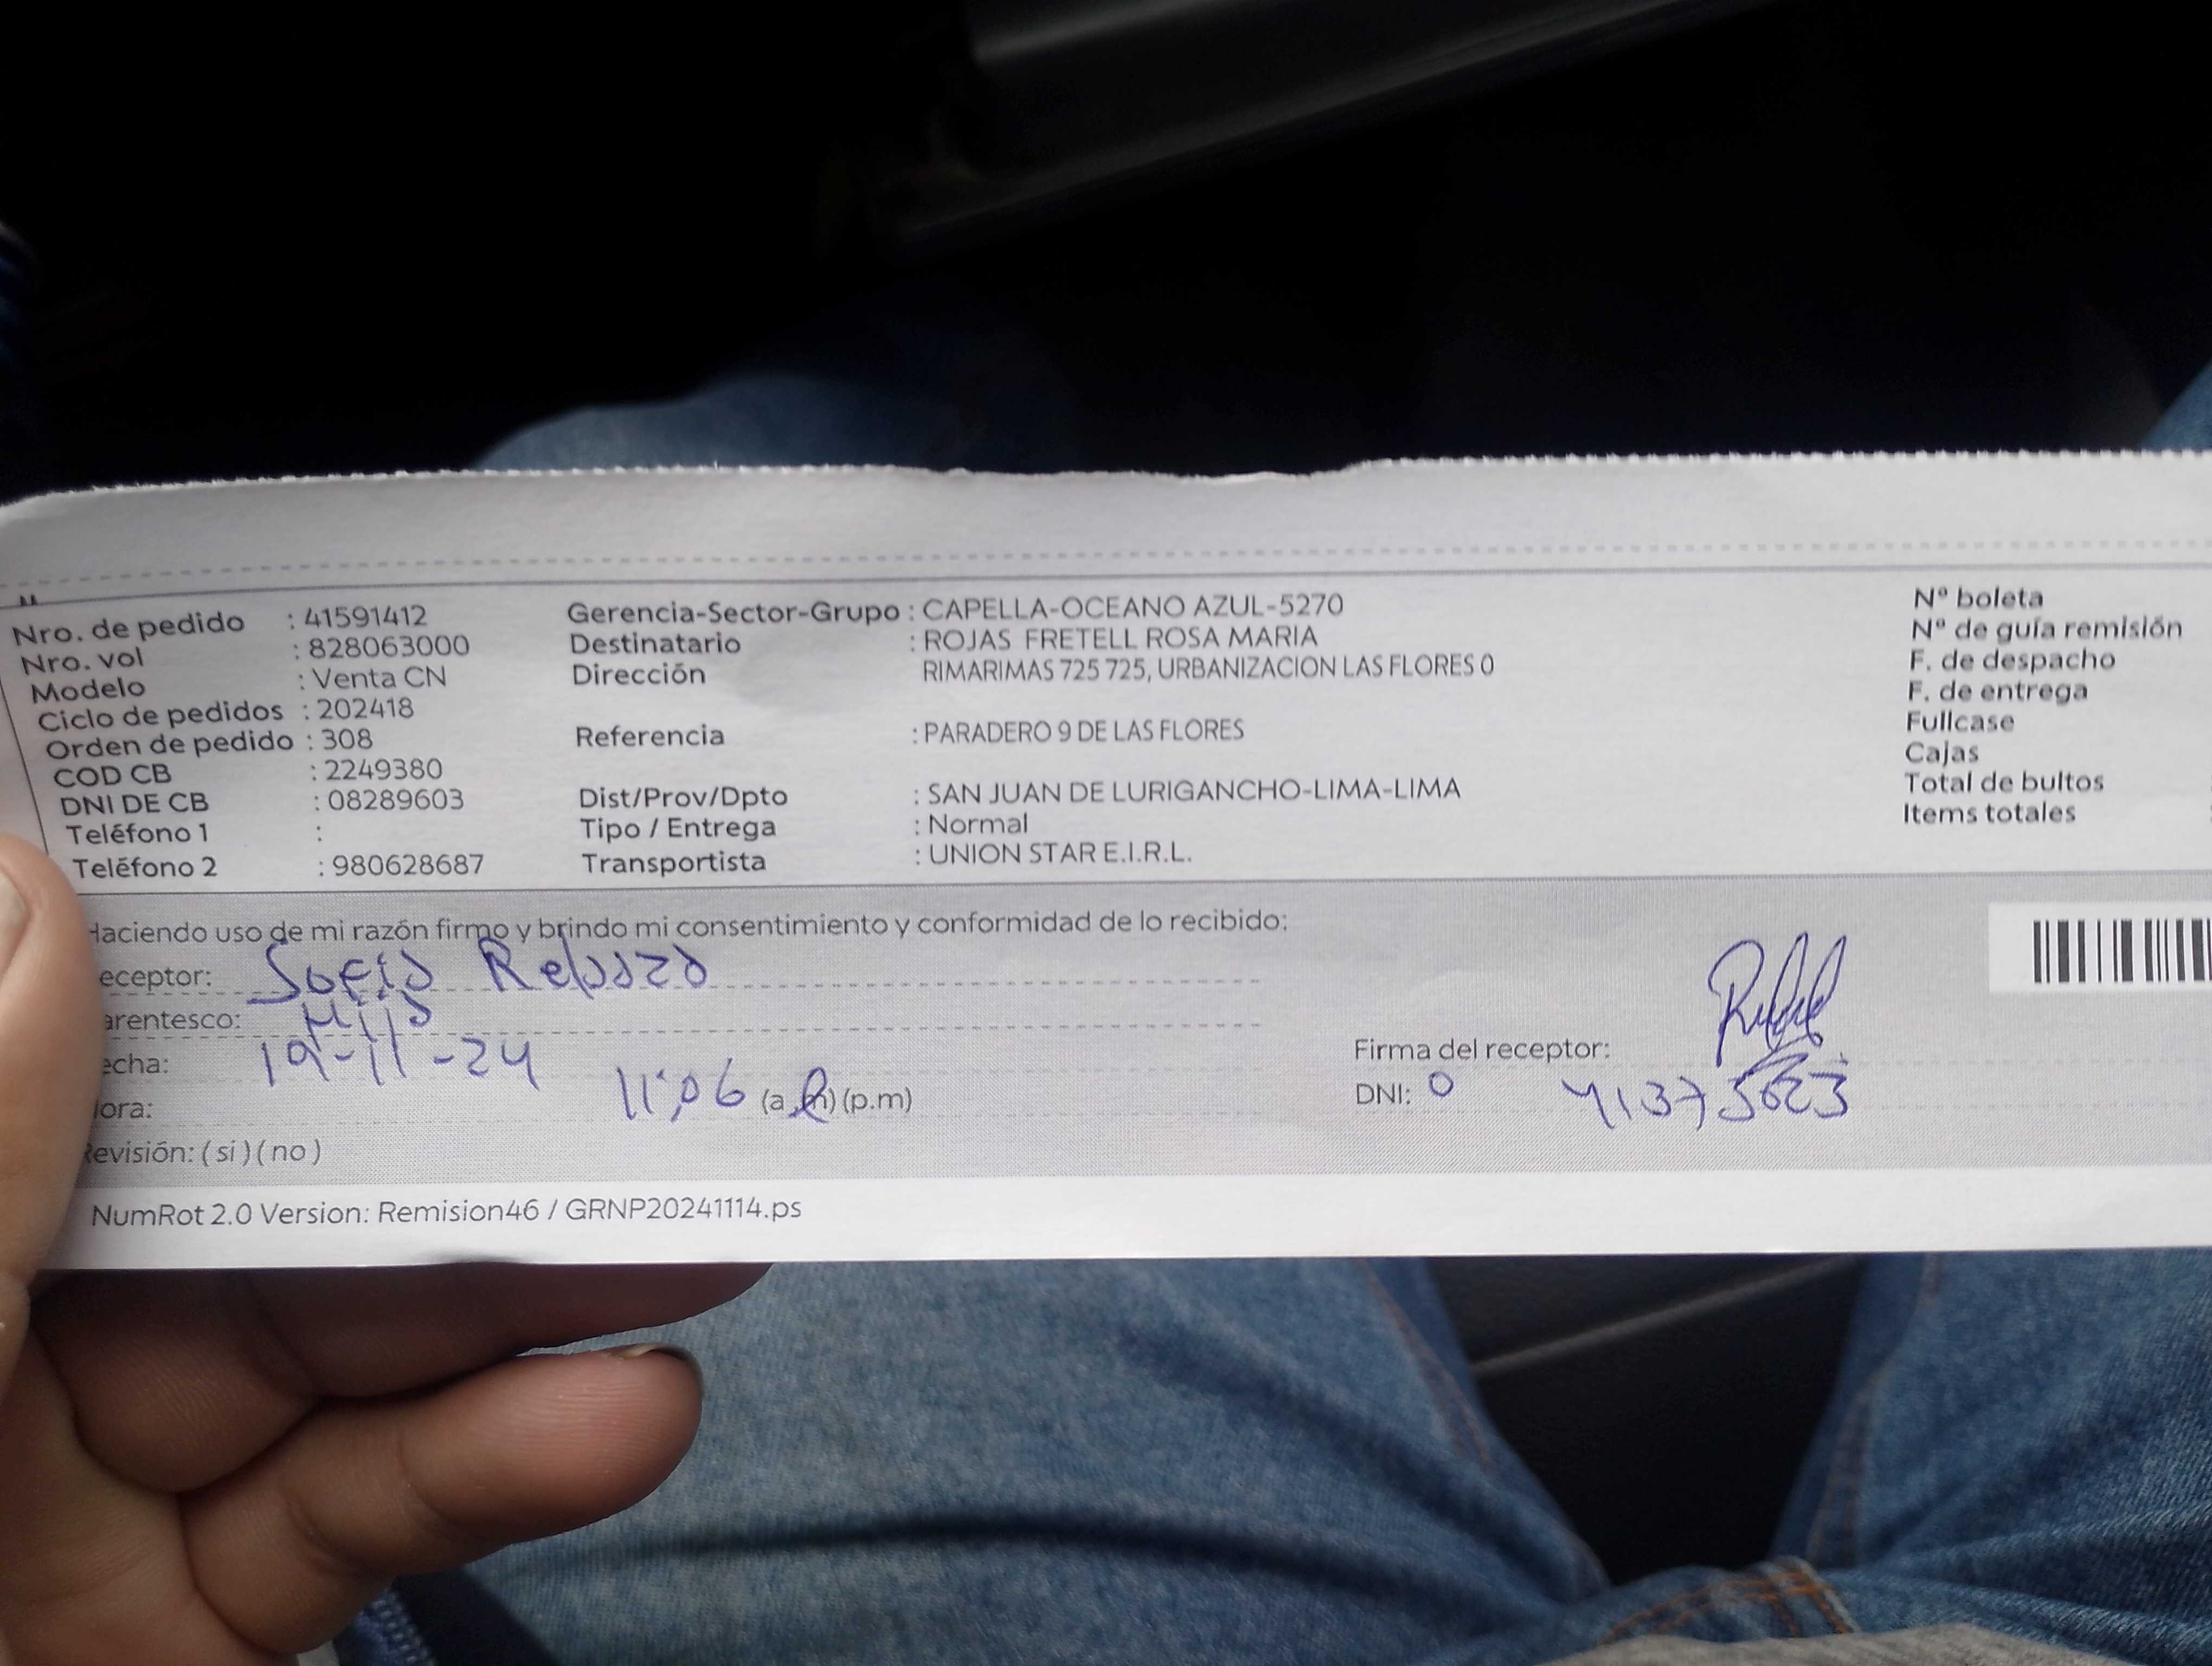 Nro. de pedido : 41591412 Gerencia-Sector-Grupo : CAPELLA-OCEANO AZUL-5270 Nº boleta
Nro. vol : 828063000 Destinatario : ROJAS FRETELL ROSA MARIA Nº de guía remisión
Modelo : Venta CN Dirección RIMARIMAS 725 725, URBANIZACION LAS FLORES 0 F. de despacho
Ciclo de pedidos : 202418 F. de entrega
Orden de pedido : 308 Referencia : PARADERO 9 DE LAS FLORES Fullcase
COD CB : 2249380 Cajas
DNI DE CB : 08289603 Dist/Prov/Dpto : SAN JUAN DE LURIGANCHO-LIMA-LIMA Total de bultos
Teléfono 1 : Tipo / Entrega : Normal Items totales
Teléfono 2 : 980628687 Transportista : UNION STAR E.I.R.L.
Haciendo uso de mi razón firmo y brindo mi consentimiento y conformidad de lo recibido:
eceptor: Sofia
arentesco: Hija
echa: 19-11-24 Firma del receptor:
ora: 11:06 (a.m) (p.m) DNI:
Revisión: ( si ) ( no )
NumRot 2.0 Version: Remision46 / GRNP20241114.ps